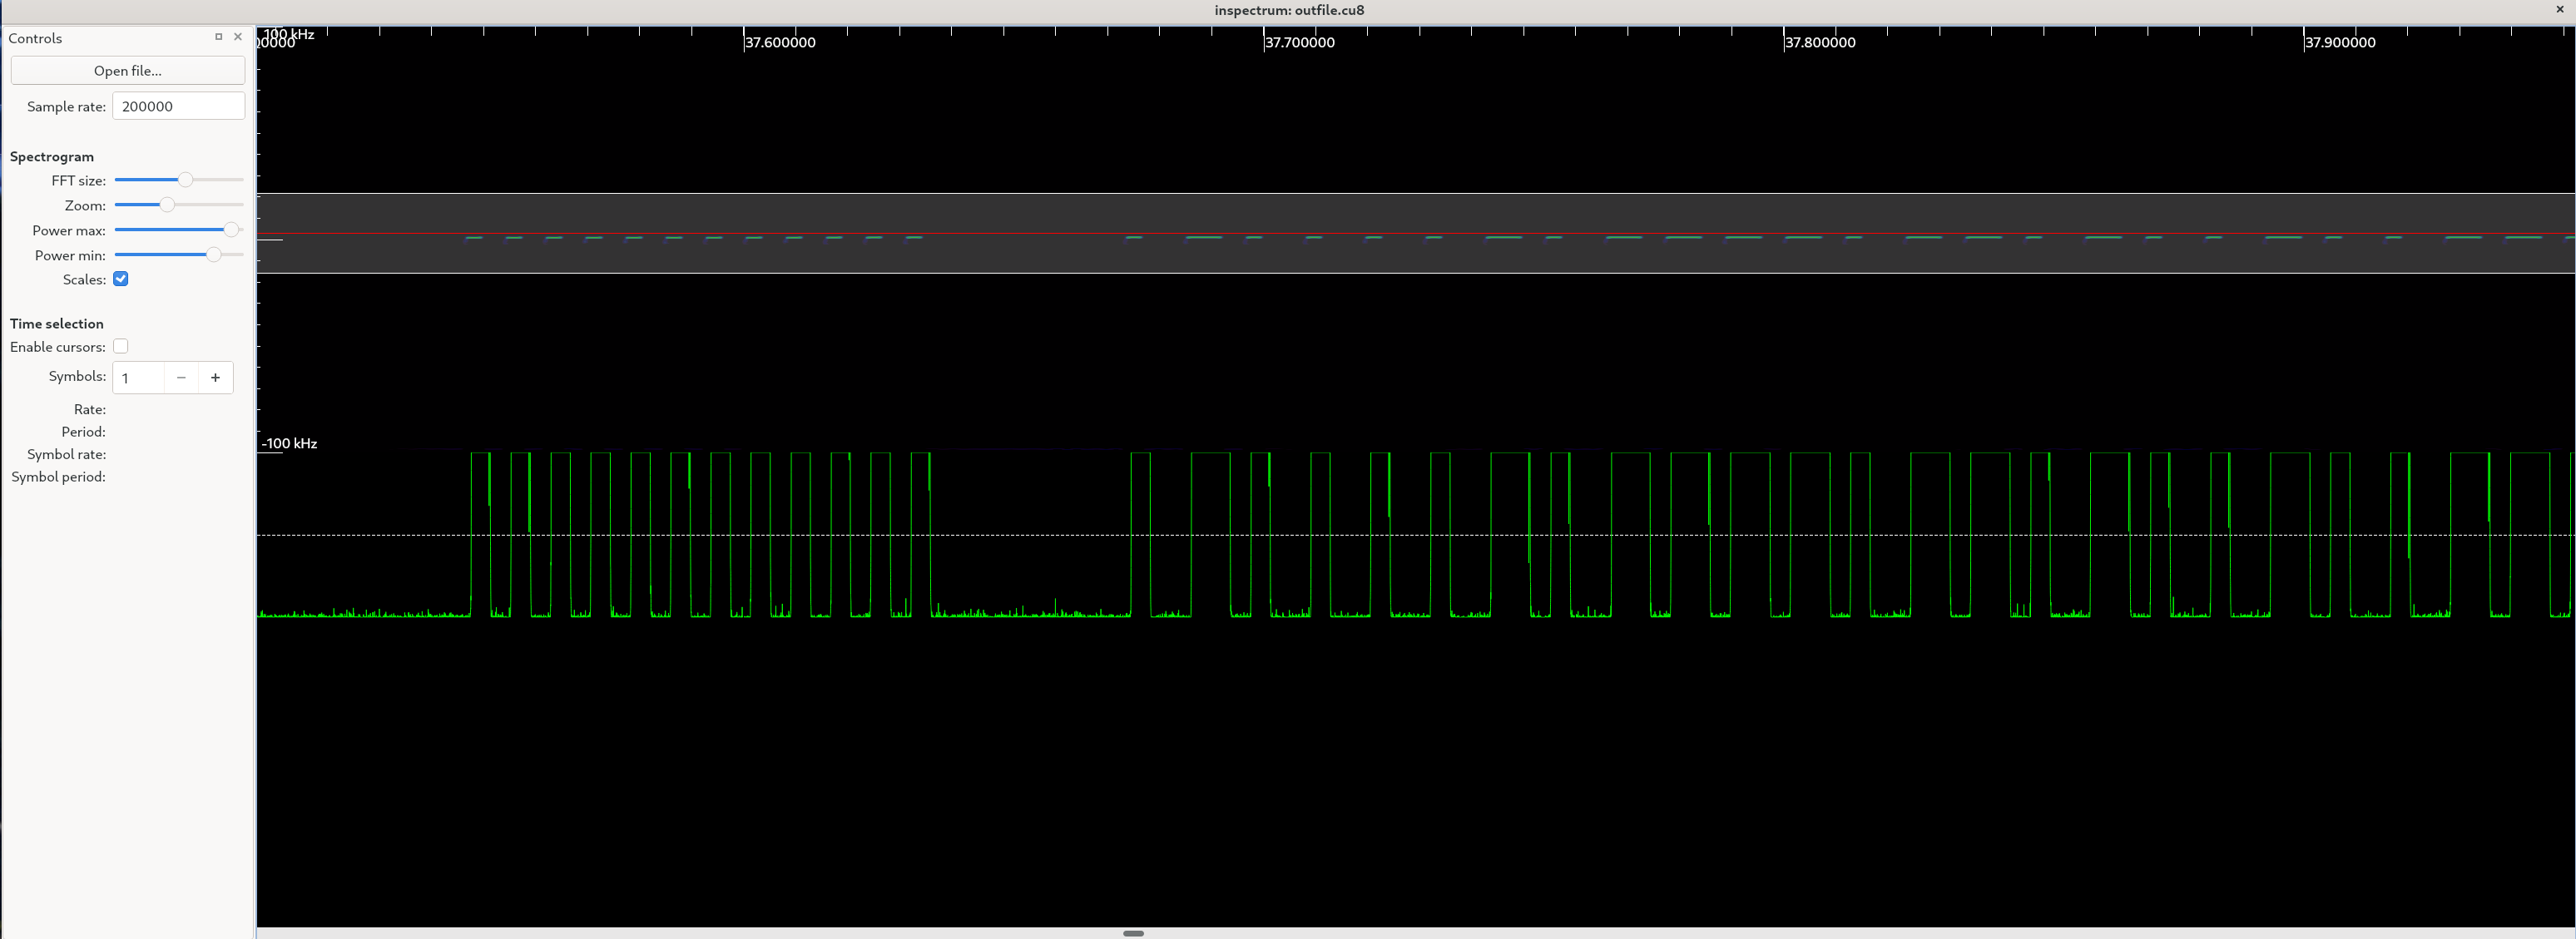 inspectrum: outfile.cu8
Controls
Open file...
Sample rate: 200000
Spectrogram
FFT size:
Zoom:
Power max:
Power min:
Scales:
Time selection
Enable cursors:
Symbols: 1
Rate:
Period:
Symbol rate:
Symbol period:
100 kHz
37.600000 37.700000 37.800000 37.900000
-100 kHz